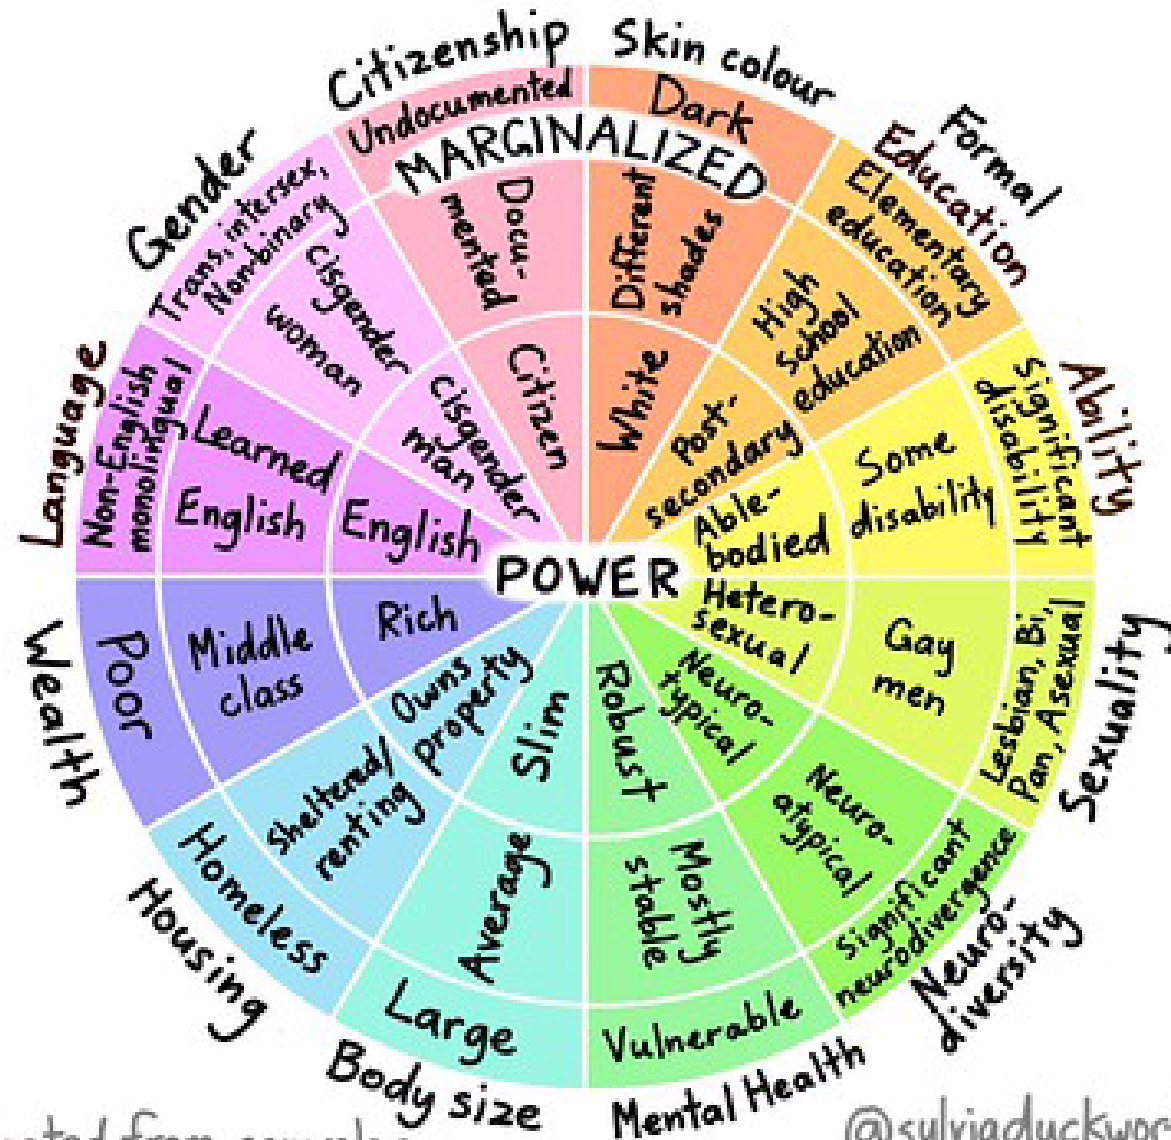 Citizenship
Undocumented
Docu-
mented
Citizen
Skin colour
Dark
Different
shades
White
Formal
Education
Elementary
education
High
School
education
Post-
secondary
Ability
Significant
disability
Some
disability
Able-
bodied
Sexuality
Lesbian, Bi,
Pan, Asexual
Gay
men
Hetero-
sexual
Neuro-
diversity
Significant
neurodivergence
Neuro-
atypical
Neuro-
typical
Mental Health
Vulnerable
Mostly
stable
Robust
Body size
Large
Average
Slim
Housing
Homeless
Sheltered/
renting
Owns
property
Wealth
Poor
Middle
class
Rich
Language
Non-English
monolingual
Learned
English
English
Gender
Trans, intersex,
Nonbinary
Cisgender
woman
Cisgender
man
MARGINALIZED
POWER